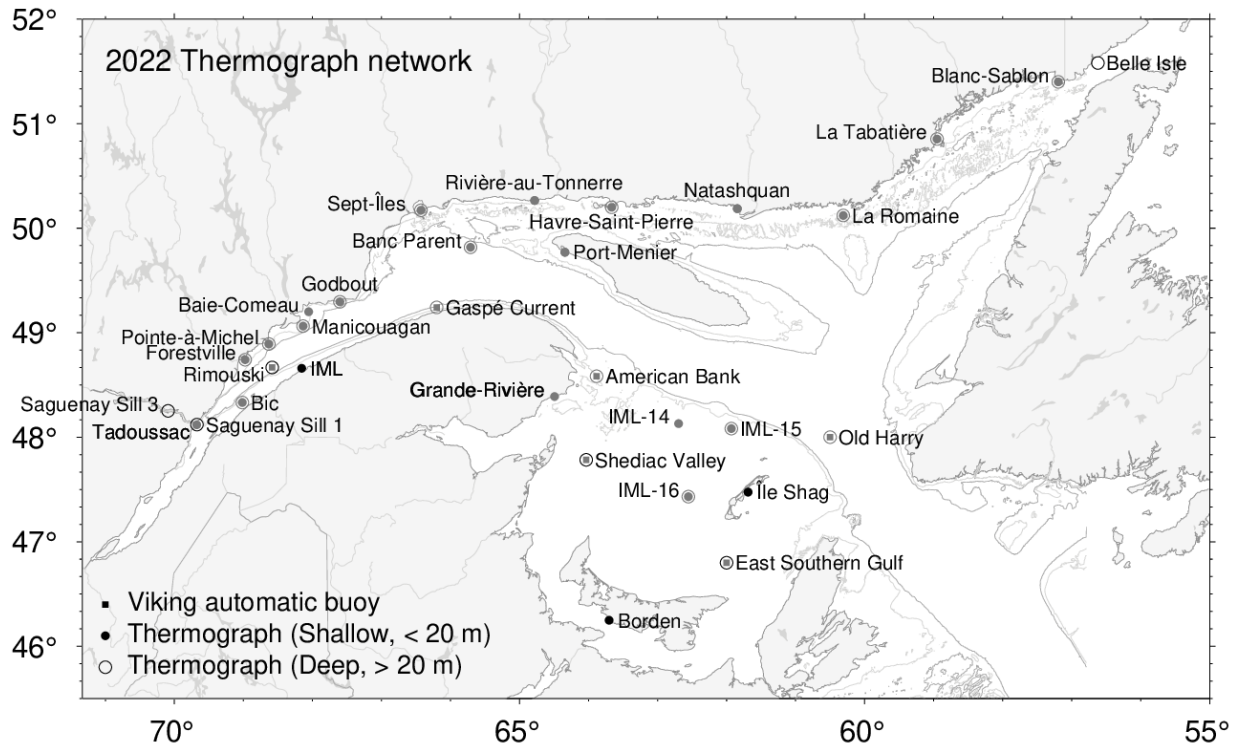 52°
2022 Thermograph network
Belle Isle
Blanc-Sablon
51°
La Tabatière
Rivière-au-Tonnerre
Natashquan
Sept-Îles
50°
Havre-Saint-Pierre
La Romaine
Banc Parent
Port-Menier
Godbout
Baie-Comeau
Gaspé Current
49°
Manicouagan
Pointe-à-Michel
Forestville
Rimouski
IML
American Bank
Grande-Rivière
Saguenay Sill 3
Bic
IML-14
48°
Tadoussac
Saguenay Sill 1
IML-15
Old Harry
Shediac Valley
IML-16
Île Shag
47°
East Southern Gulf
Viking automatic buoy
Thermograph (Shallow, < 20 m)
Borden
46°
Thermograph (Deep, > 20 m)
70°
65°
60°
55°